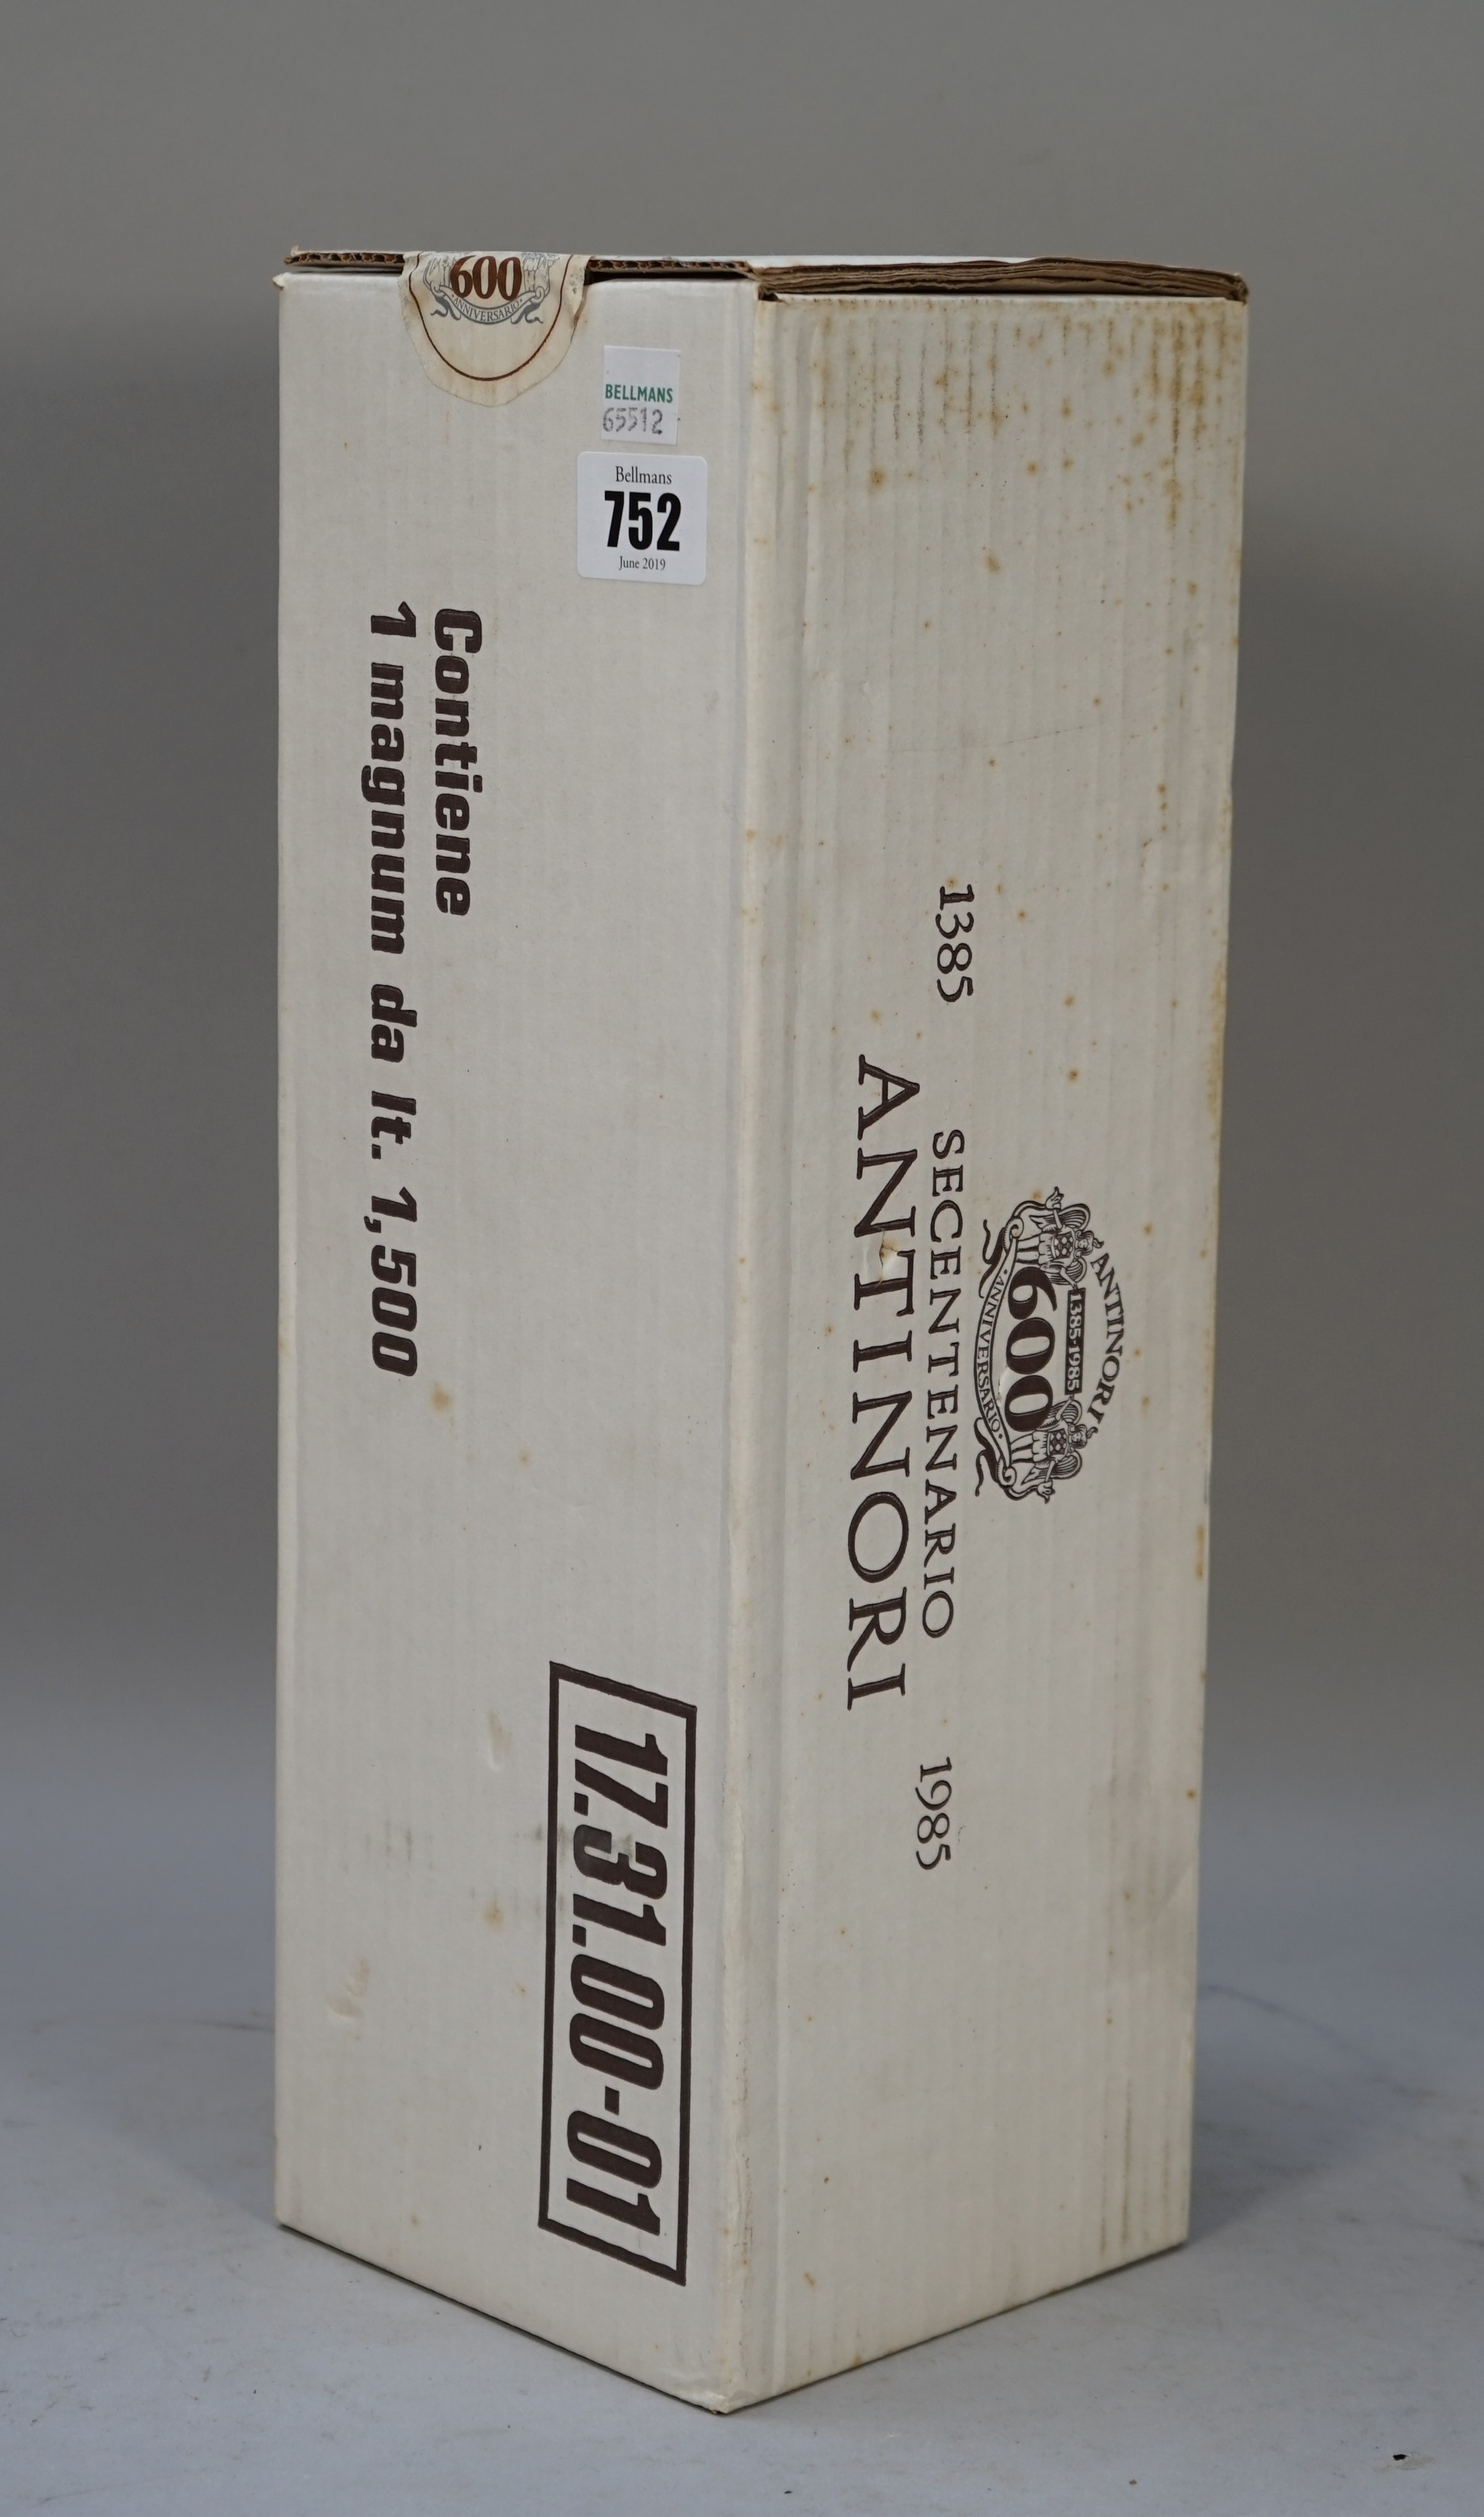 600
ANNIVERSARIO
BELLMANS
65512
Bellmans
752
June 2019
Contiene
1 magnum da lt. 1,500
17.31.00-01
ANTINORI
1385-1985
600
·ANNIVERSARIO·
1385 SECENTENARIO 1985
ANTINORI